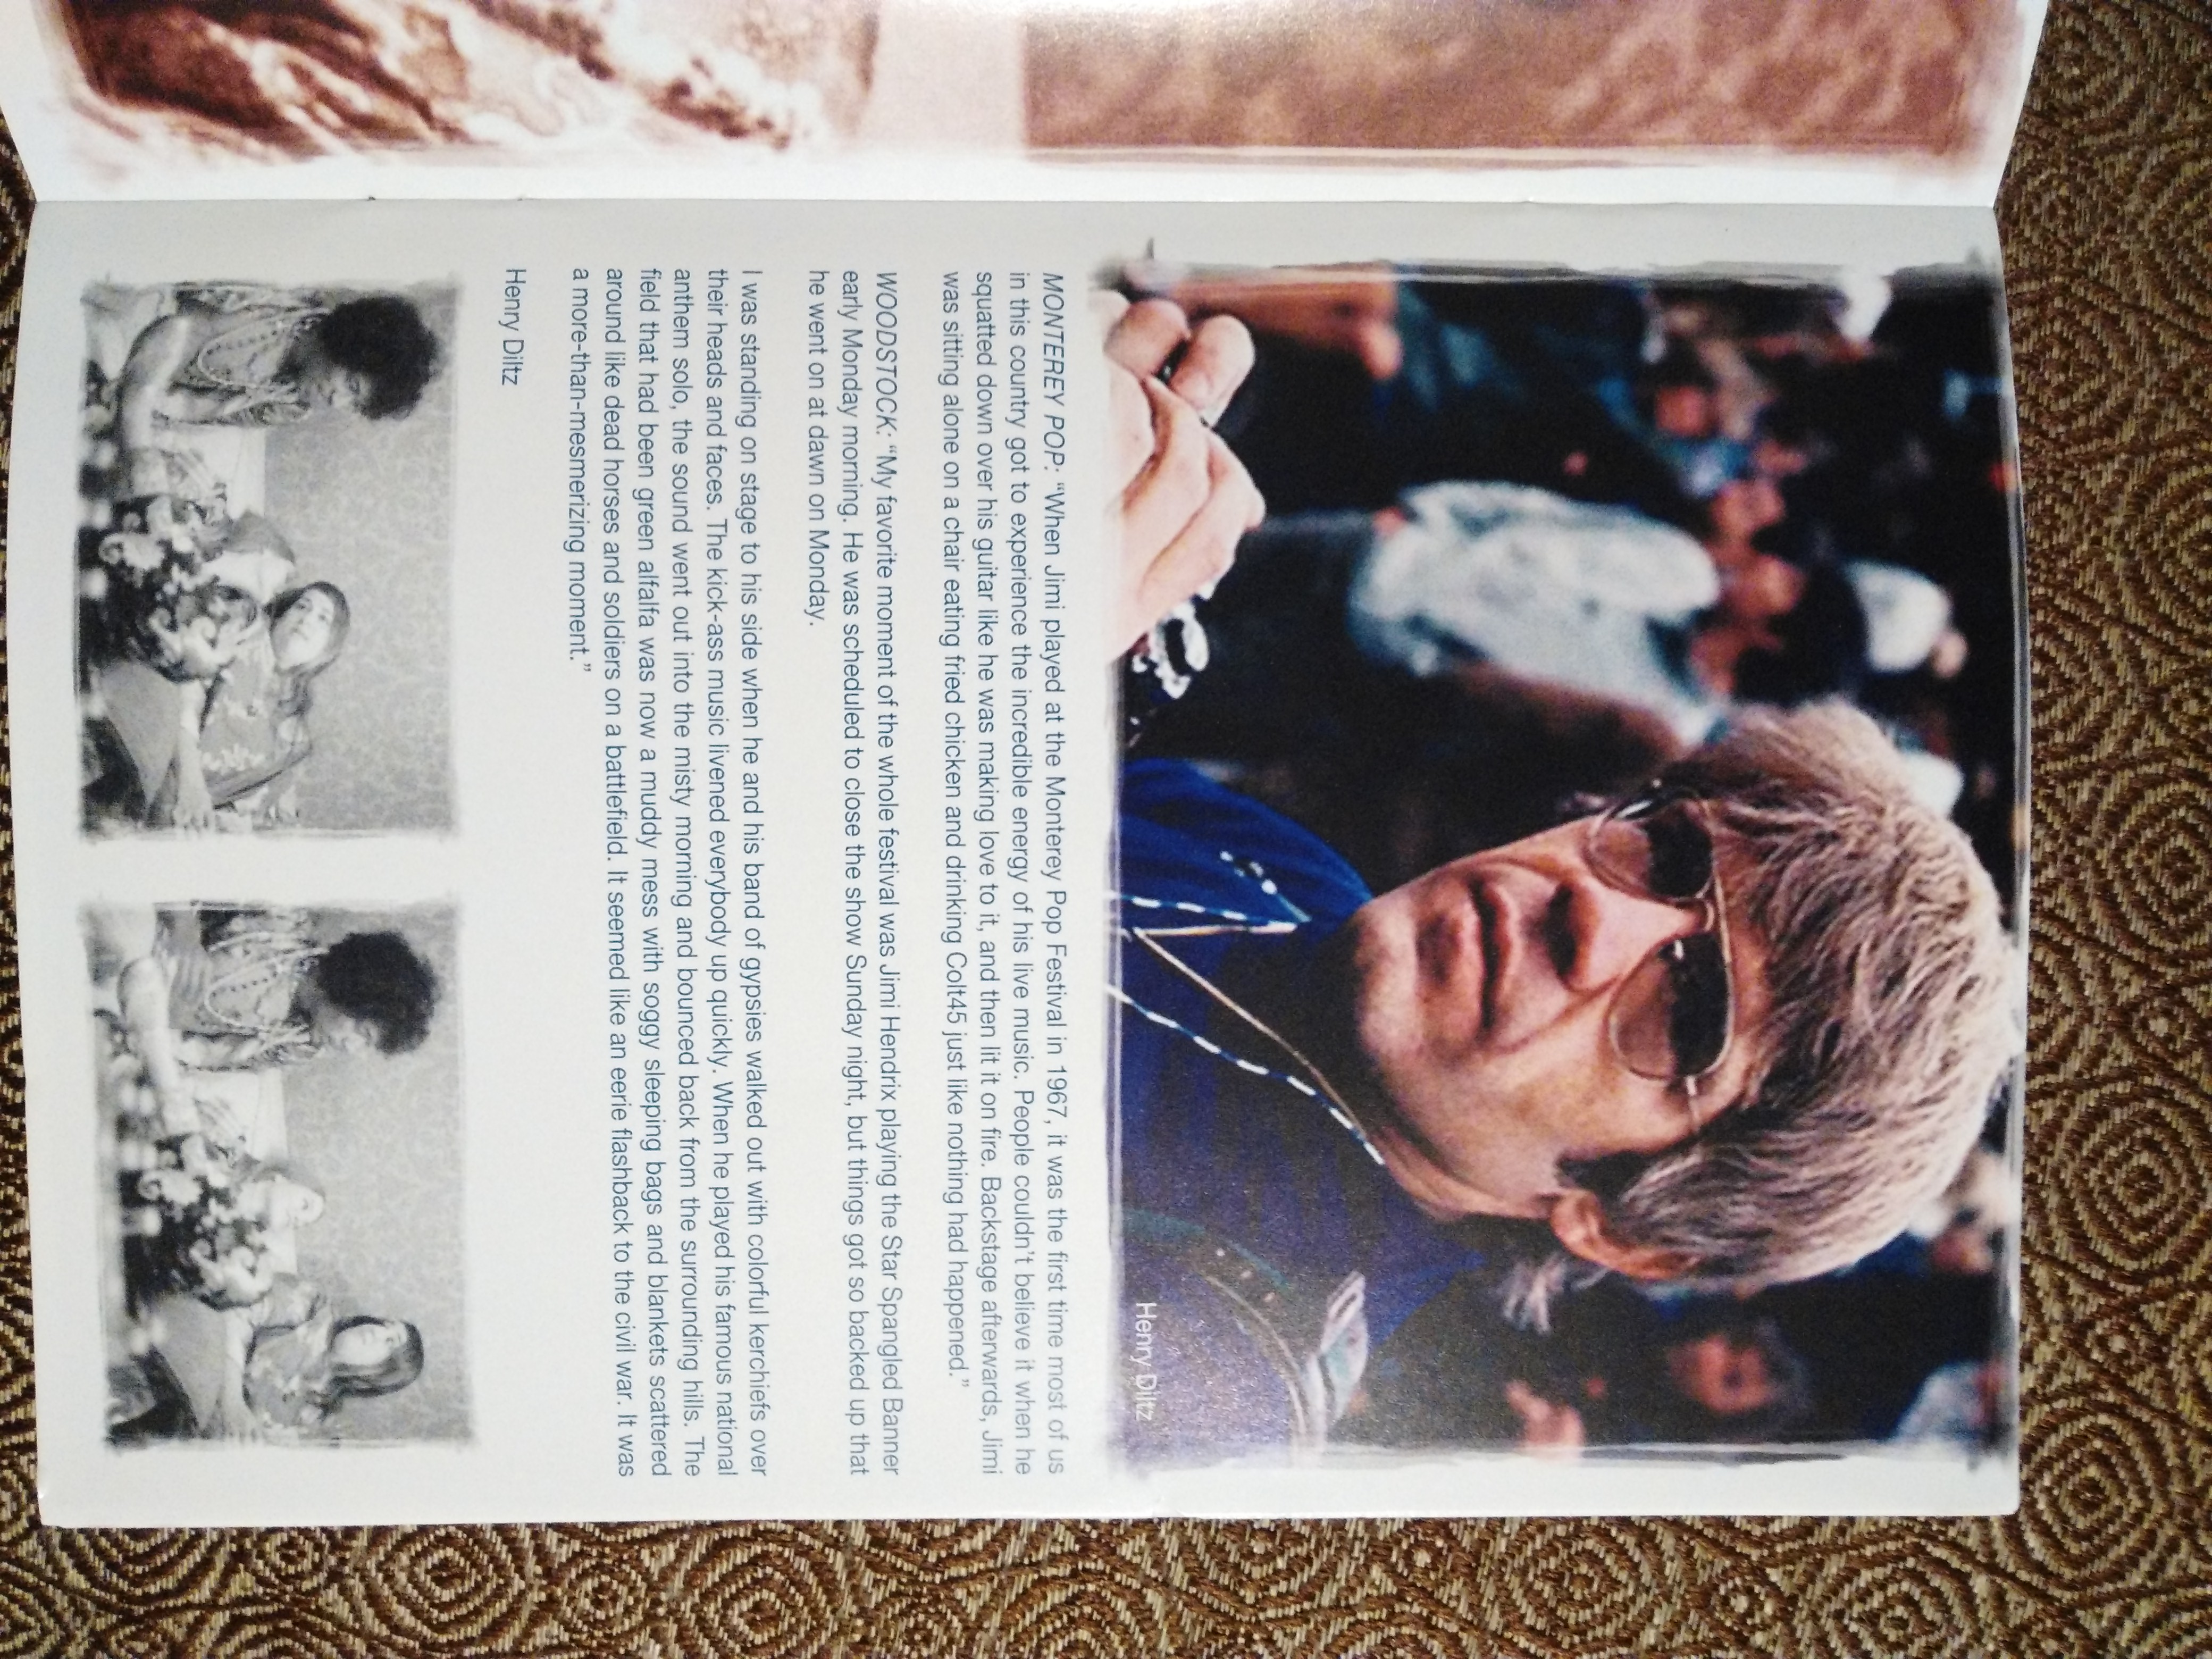 Henry Diltz
MONTEREY POP: "When Jimi played at the Monterey Pop Festival in 1967, it was the first time most of us
in this country got to experience the incredible energy of his live music. People couldn't believe it when he
squatted down over his guitar like he was making love to it, and then lit it on fire. Backstage afterwards, Jimi
was sitting alone on a chair eating fried chicken and drinking Colt45 just like nothing had happened."
WOODSTOCK: "My favorite moment of the whole festival was Jimi Hendrix playing the Star Spangled Banner
early Monday morning. He was scheduled to close the show Sunday night, but things got so backed up that
he went on at dawn on Monday.
I was standing on stage to his side when he and his band of gypsies walked out with colorful kerchiefs over
their heads and faces. The kick-ass music livened everybody up quickly. When he played his famous national
anthem solo, the sound went out into the misty morning and bounced back from the surrounding hills. The
field that had been green alfalfa was now a muddy mess with soggy sleeping bags and blankets scattered
around like dead horses and soldiers on a battlefield. It seemed like an eerie flashback to the civil war. It was
a more-than-mesmerizing moment."
Henry Diltz